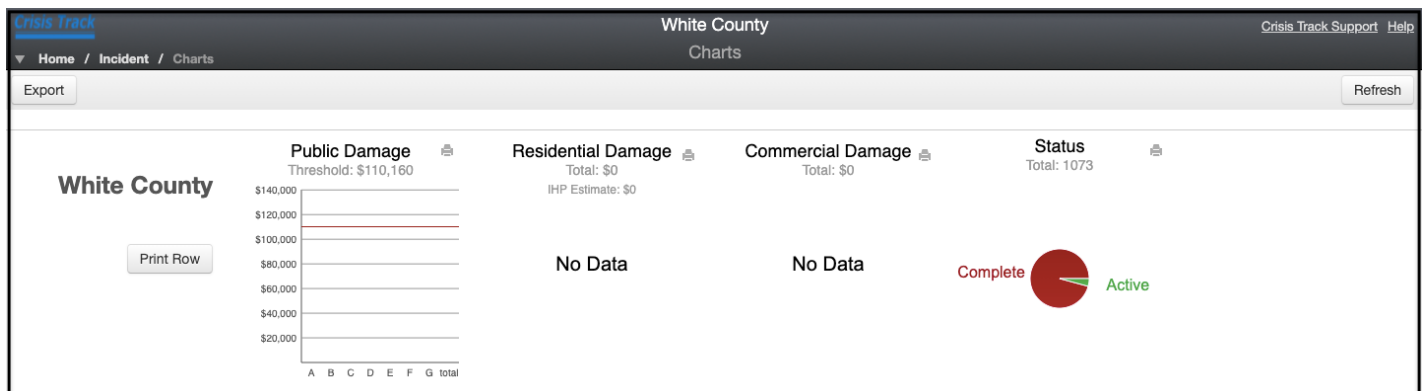 Crisis Track
White County
Crisis Track Support Help
Charts
▼ Home / Incident / Charts
Export
Refresh
White County
Print Row
Public Damage
Threshold: $110,160
$140,000
$120,000
$100,000
$80,000
$60,000
$40,000
$20,000
A B C D E F G total
Residential Damage
Total: $0
IHP Estimate: $0
No Data
Commercial Damage
Total: $0
No Data
Status
Total: 1073
Complete
Active